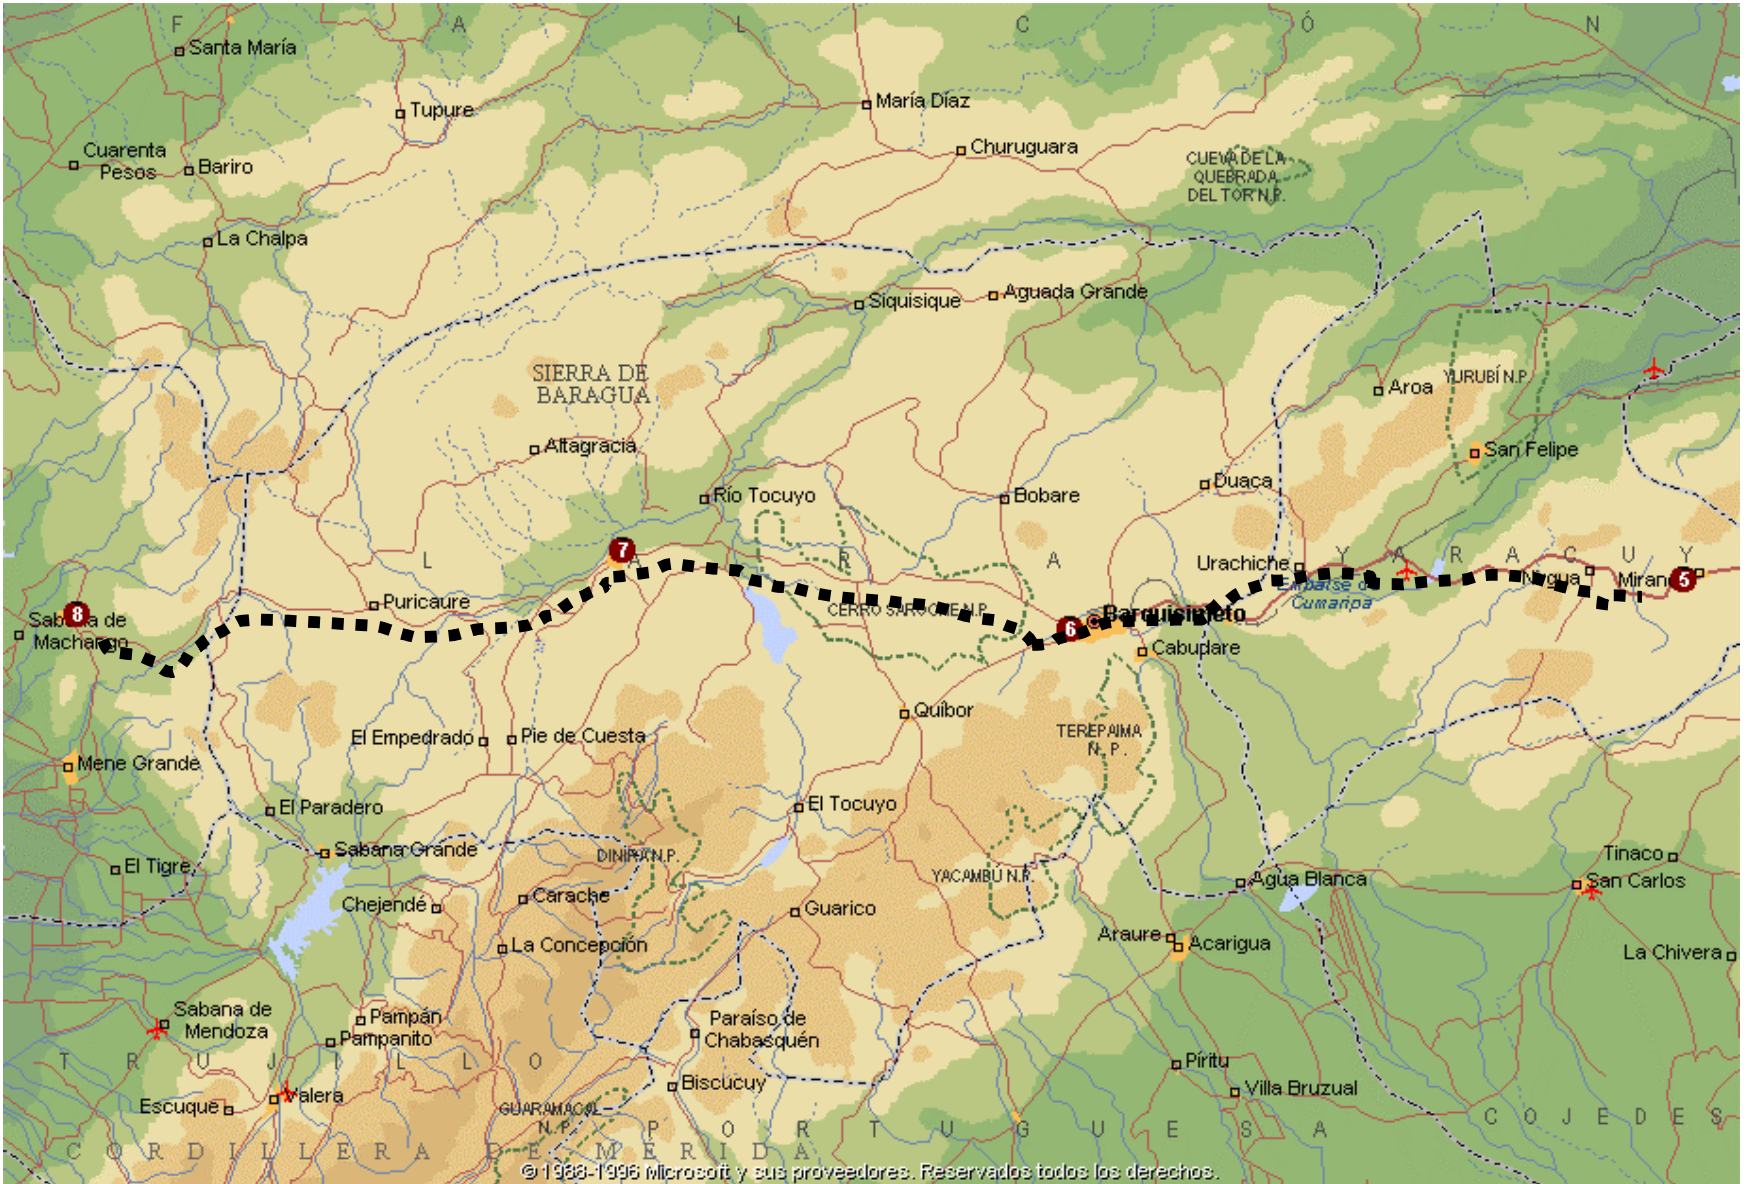 F A L C Ó N
Santa María
Tupure
María Díaz
Cuarenta
Pesos
Bariro
Churuguara
CUEVA DE LA
QUEBRADA
DEL TOR N.P.
La Chalpa
Siquisique
Aguada Grande
SIERRA DE
BARAGUA
YURUBÍ N.P.
Aroa
Altagracia
San Felipe
Río Tocuyo
Bobare
Duaca
7
L A R A
Urachiche
Y A R A C U Y
Nirgua
5
Embalse de
Cumaripa
8
Puricaure
CERRO SAROCHE N.P.
6
Barquisimeto
Sabana de
Machango
Cabudare
Quíbor
TEREPAIMA
N. P.
El Empedrado
Pie de Cuesta
Mene Grande
El Paradero
El Tocuyo
Sabana Grande
DINIRA N.P.
Tinaco
El Tigre
YACAMBÚ N.P.
Agua Blanca
San Carlos
Chejendé
Carache
Guarico
La Concepción
Araure
Acarigua
La Chivera
Sabana de
Mendoza
Pampán
Pampanito
Paraíso de
Chabasquén
T R U J I L L O
Píritu
Biscucuy
Villa Bruzual
Valera
Escuque
GUARAMACAL
N.P.
P O R T U G U E S A
C O J E D E S
C O R D I L L E R A D E M É R I D A
© 1988-1996 Microsoft y sus proveedores. Reservados todos los derechos.